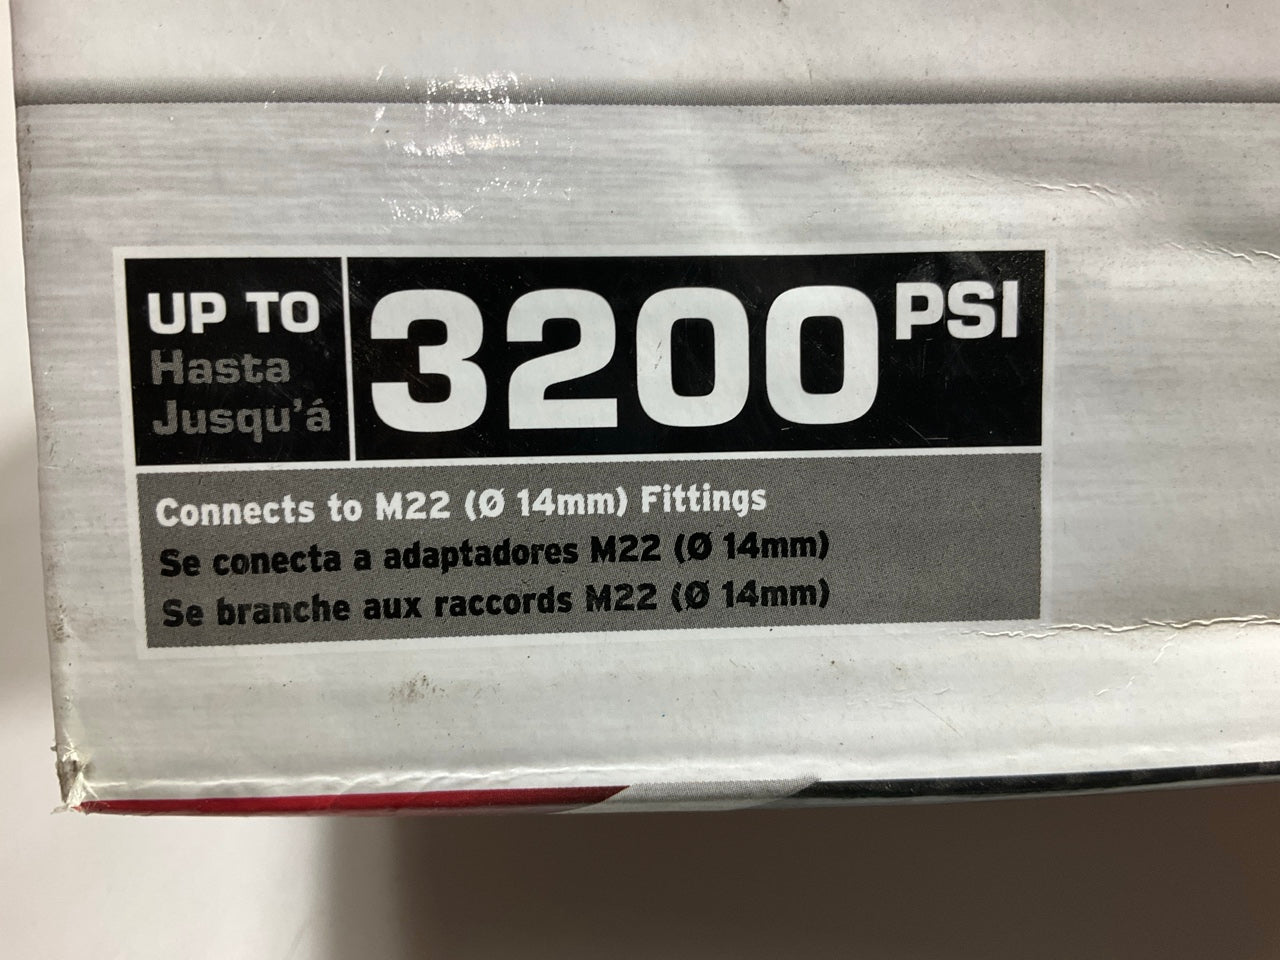 UP TO
Hasta
Jusqu'á
3200 PSI
Connects to M22 (Ø 14mm) Fittings
Se conecta a adaptadores M22 (Ø 14mm)
Se branche aux raccords M22 (Ø 14mm)